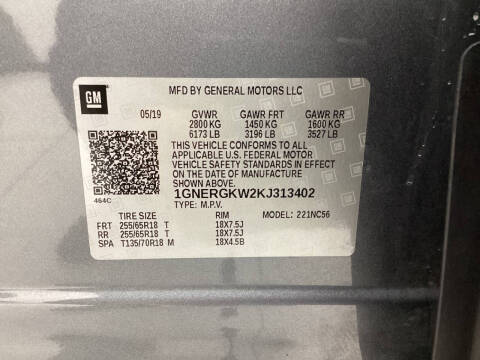 GM
MFD BY GENERAL MOTORS LLC
05/19 GVWR GAWR FRT GAWR RR
2800 KG 1450 KG 1600 KG
6173 LB 3196 LB 3527 LB
THIS VEHICLE CONFORMS TO ALL
APPLICABLE U.S. FEDERAL MOTOR
VEHICLE SAFETY STANDARDS IN EFFECT
ON THE DATE OF MANUFACTURE
SHOWN ABOVE.
464C
1GNERGKW2KJ313402
TYPE: M.P.V. MODEL: 221NC56
TIRE SIZE RIM
FRT 255/65R18 T 18X7.5J
RR 255/65R18 T 18X7.5J
SPA T135/70R18 M 18X4.5B